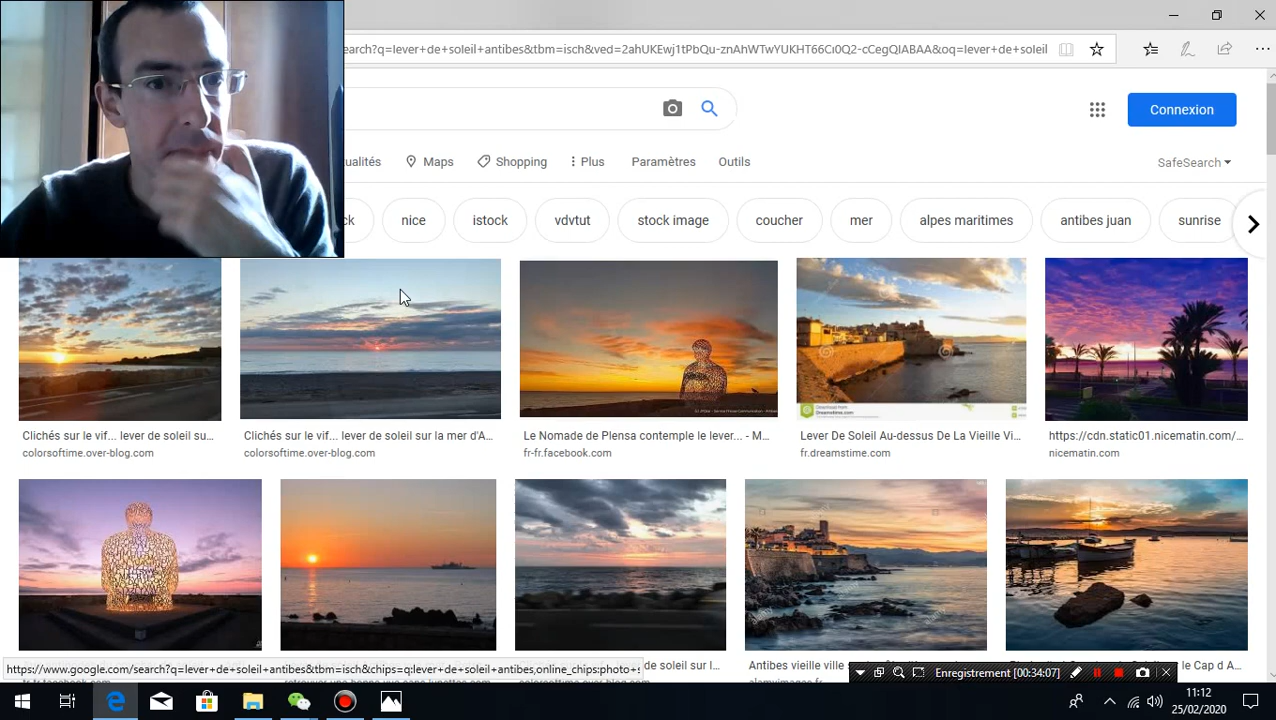 search?q=lever+de+soleil+antibes&tbm=isch&ved=2ahUKEwj1tPbQu-znAhWTwYUKHT66Ci0Q2-cCegQIABAA&oq=lever+de+soleil
Connexion
Maps
Shopping
Plus
Paramètres
Outils
SafeSearch
nice
istock
vdvtut
stock image
coucher
mer
alpes maritimes
antibes juan
sunrise
Clichés sur le vif... lever de soleil su...
colorsoftime.over-blog.com
Clichés sur le vif... lever de soleil sur la mer d'A...
colorsoftime.over-blog.com
Le Nomade de Plensa contemple le lever... - M...
fr-fr.facebook.com
Lever De Soleil Au-dessus De La Vieille Vi...
fr.dreamstime.com
https://cdn.static01.nicematin.com/...
nicematin.com
de soleil sur l...
Antibes vieille ville
le Cap d A...
https://www.google.com/search?q=lever+de+soleil+antibes&tbm=isch&chips=q:lever+de+soleil+antibes,online_chips:photo+
Enregistrement [00:34:07]
11:12
25/02/2020